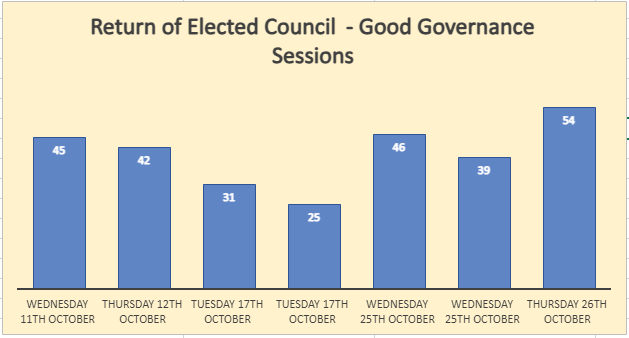 Return of Elected Council - Good Governance
Sessions
45
42
31
25
46
39
54
WEDNESDAY
11TH OCTOBER
THURSDAY 12TH
OCTOBER
TUESDAY 17TH
OCTOBER
TUESDAY 17TH
OCTOBER
WEDNESDAY
25TH OCTOBER
WEDNESDAY
25TH OCTOBER
THURSDAY 26TH
OCTOBER